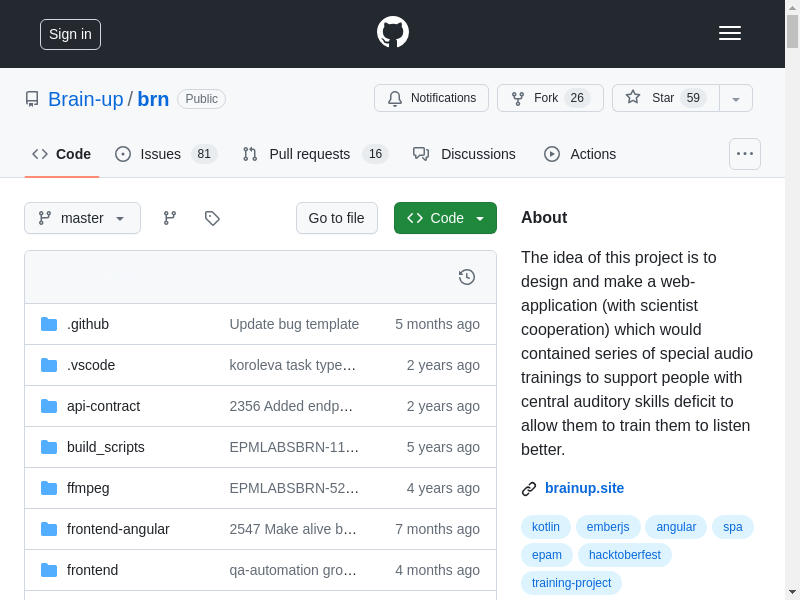 Sign in
Brain-up / brn Public
Notifications
Fork 26
Star 59
Code
Issues 81
Pull requests 16
Discussions
Actions
master
Go to file
Code
.github Update bug template 5 months ago
.vscode koroleva task type… 2 years ago
api-contract 2356 Added endp… 2 years ago
build_scripts EPMLABSBRN-11… 5 years ago
ffmpeg EPMLABSBRN-52… 4 years ago
frontend-angular 2547 Make alive b… 7 months ago
frontend qa-automation gro… 4 months ago
About
The idea of this project is to
design and make a web-
application (with scientist
cooperation) which would
contained series of special audio
trainings to support people with
central auditory skills deficit to
allow them to train them to listen
better.
brainup.site
kotlin emberjs angular spa
epam hacktoberfest
training-project